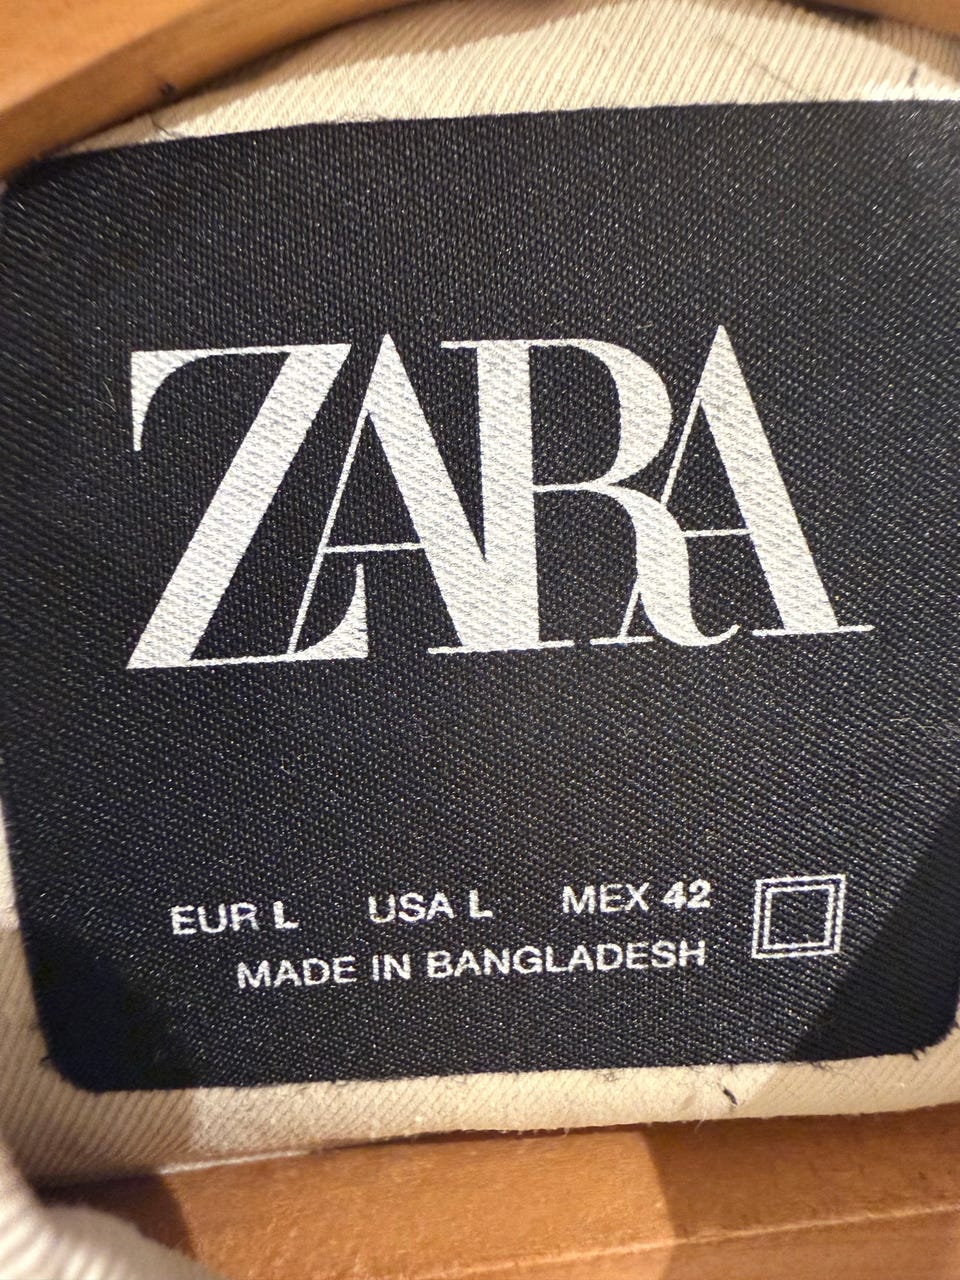 ZARA
EUR L USA L MEX 42
MADE IN BANGLADESH